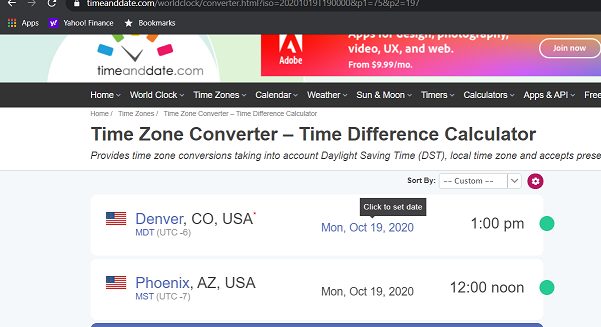 timeanddate.com/worldclock/converter.html?iso=20201019T190000&p1=75&p2=197
Apps Yahoo! Finance Bookmarks
timeanddate.com
Adobe
Apps for design, photography,
video, UX, and web.
From $9.99/mo.
Join now
Home World Clock Time Zones Calendar Weather Sun & Moon Timers Calculators Apps & API Free
Home / Time Zones / Time Zone Converter – Time Difference Calculator
Time Zone Converter – Time Difference Calculator
Provides time zone conversions taking into account Daylight Saving Time (DST), local time zone and accepts prese
Sort By: -- Custom --
Click to set date
Denver, CO, USA*
MDT (UTC -6)
Mon, Oct 19, 2020
1:00 pm
Phoenix, AZ, USA
MST (UTC -7)
Mon, Oct 19, 2020
12:00 noon